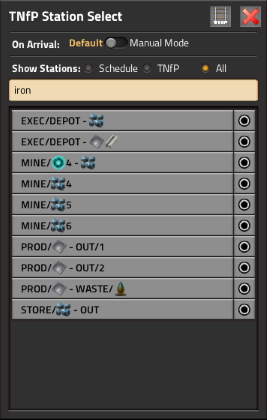 TNfP Station Select
On Arrival: Default Manual Mode
Show Stations: Schedule TNfP All
iron
EXEC/DEPOT -
EXEC/DEPOT -
MINE/ 4 -
MINE/ 4
MINE/ 5
MINE/ 6
PROD/ - OUT/1
PROD/ - OUT/2
PROD/ - WASTE/
STORE/ - OUT